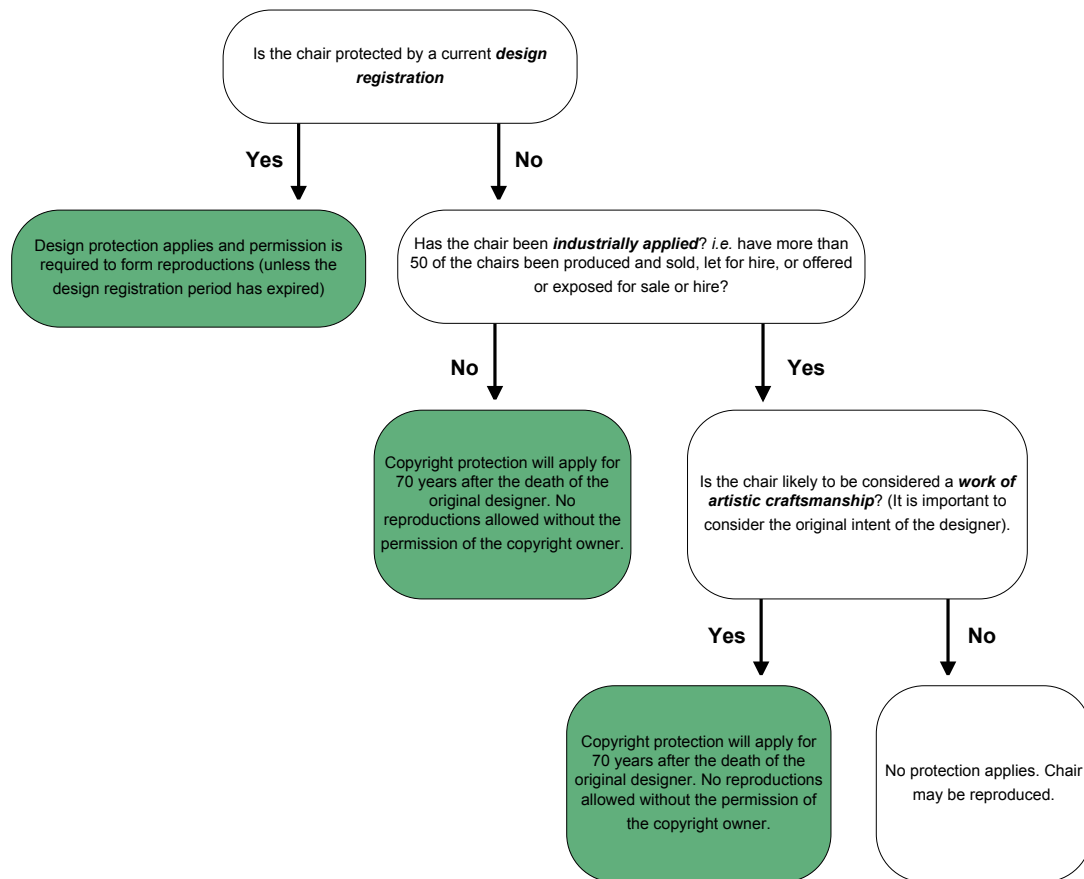 Is the chair protected by a current design
registration
Yes
No
Design protection applies and permission is
required to form reproductions (unless the
design registration period has expired)
Has the chair been industrially applied? i.e. have more than
50 of the chairs been produced and sold, let for hire, or offered
or exposed for sale or hire?
No
Yes
Copyright protection will apply for
70 years after the death of the
original designer. No
reproductions allowed without the
permission of the copyright owner.
Is the chair likely to be considered a work of
artistic craftsmanship? (It is important to
consider the original intent of the designer).
Yes
No
Copyright protection will apply for
70 years after the death of the
original designer. No reproductions
allowed without the permission of
the copyright owner.
No protection applies. Chair
may be reproduced.